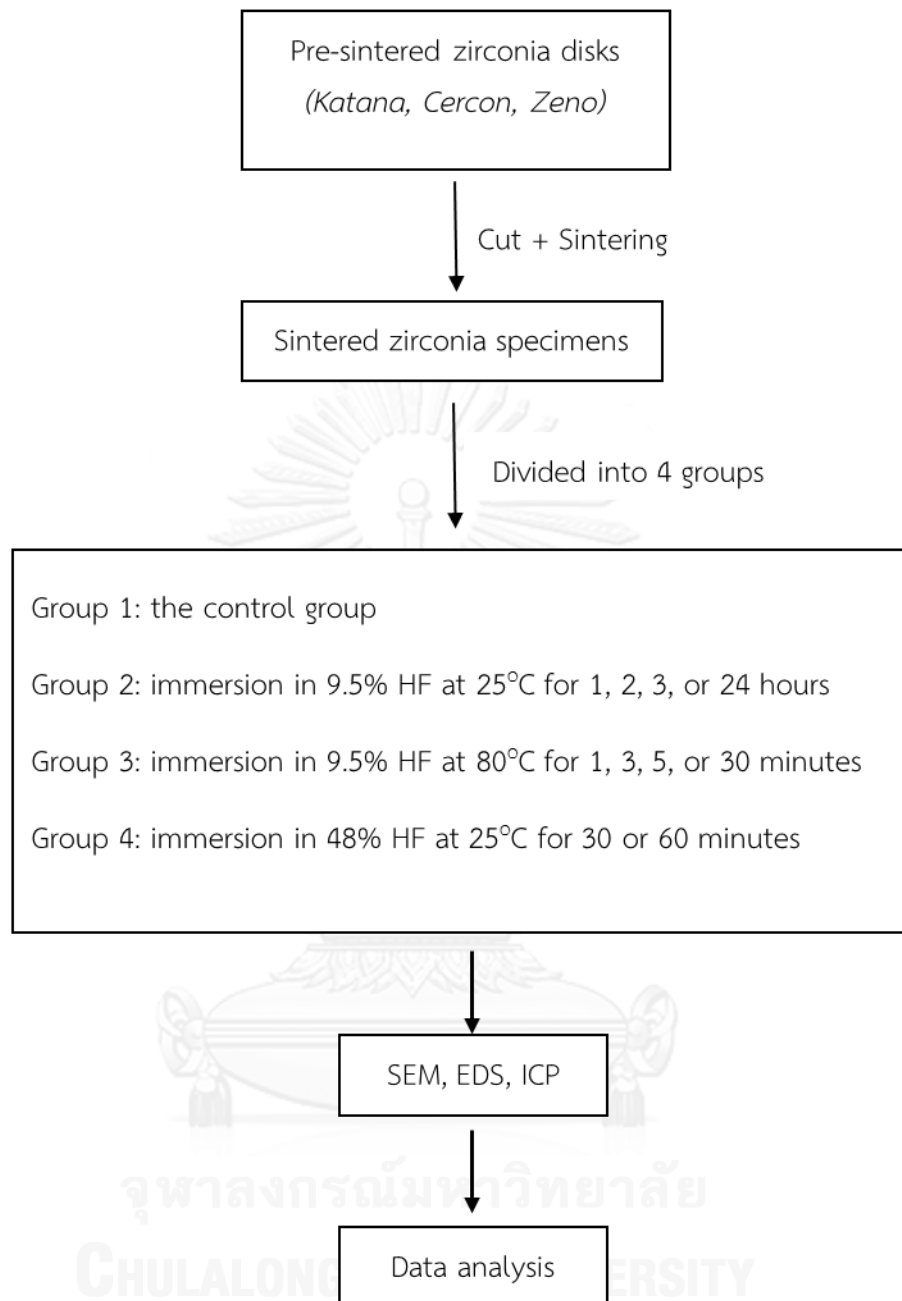 Pre-sintered zirconia disks
(Katana, Cercon, Zeno)
Cut + Sintering
Sintered zirconia specimens
Divided into 4 groups
Group 1: the control group
Group 2: immersion in 9.5% HF at 25°C for 1, 2, 3, or 24 hours
Group 3: immersion in 9.5% HF at 80°C for 1, 3, 5, or 30 minutes
Group 4: immersion in 48% HF at 25°C for 30 or 60 minutes
SEM, EDS, ICP
จุฬาลงกรณ์มหาวิทยาลัย
Data analysis
CHULALONG ERSITY